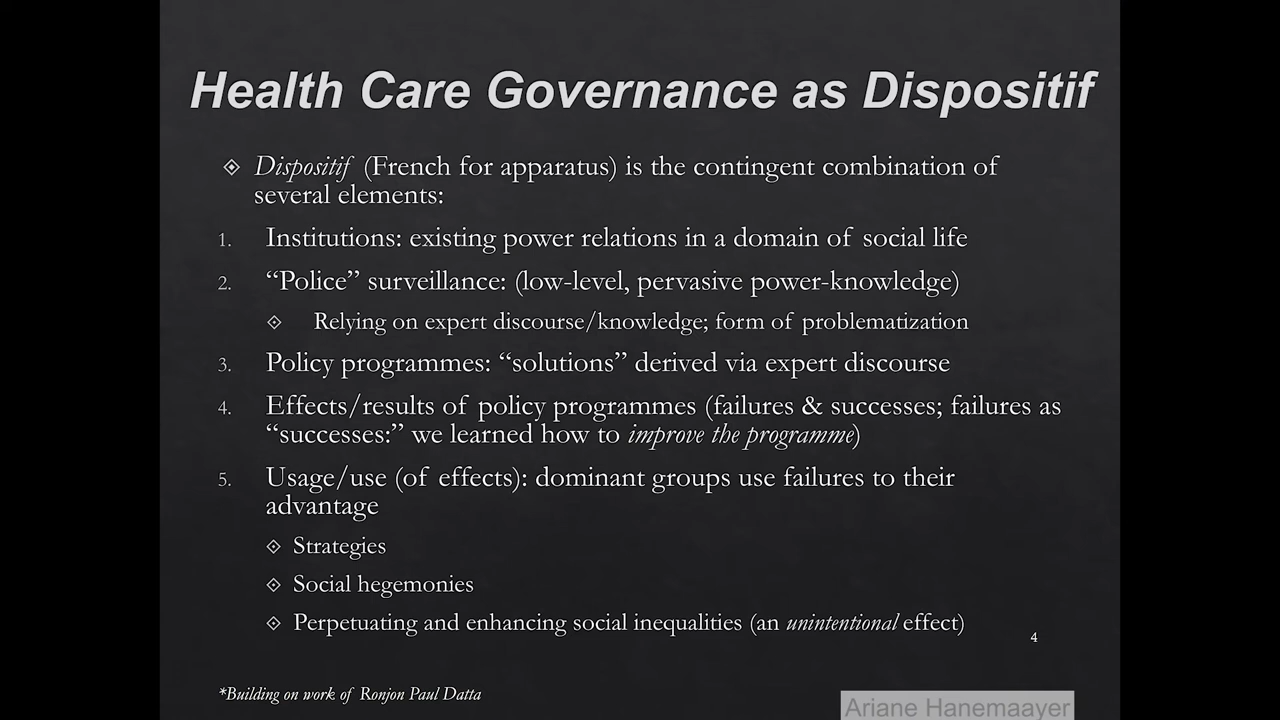 Health Care Governance as Dispositif
Dispositif (French for apparatus) is the contingent combination of
several elements:
1. Institutions: existing power relations in a domain of social life
2. “Police” surveillance: (low-level, pervasive power-knowledge)
Relying on expert discourse/knowledge; form of problematization
3. Policy programmes: “solutions” derived via expert discourse
4. Effects/results of policy programmes (failures & successes; failures as
“successes:” we learned how to improve the programme)
5. Usage/use (of effects): dominant groups use failures to their
advantage
Strategies
Social hegemonies
Perpetuating and enhancing social inequalities (an unintentional effect)
4
*Building on work of Ronjon Paul Datta
Ariane Hanemaayer